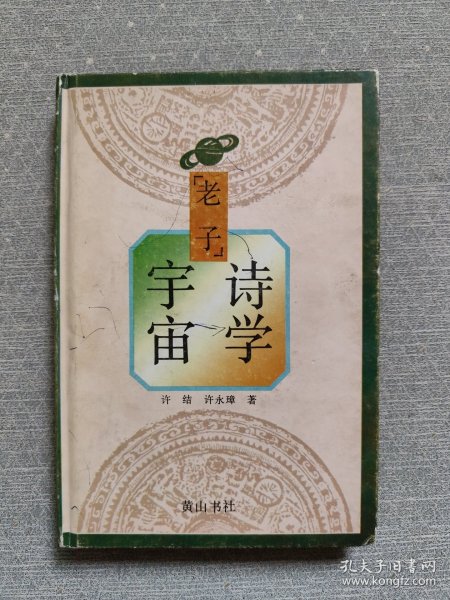 「老子」
宇宙
诗学
许 结 许永璋 著
黄山书社
孔夫子旧书网
www.kongfz.com